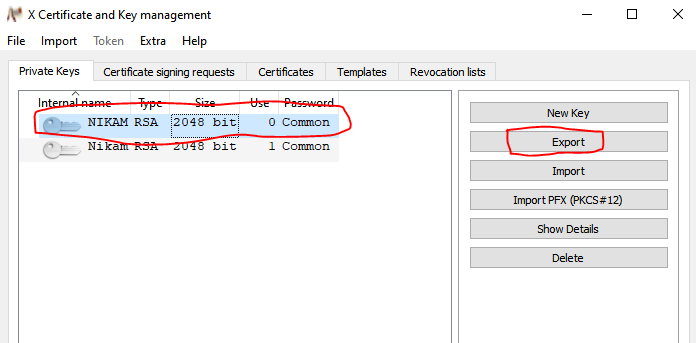 X Certificate and Key management
File Import Token Extra Help
Private Keys Certificate signing requests Certificates Templates Revocation lists
Internal name Type Size Use Password
NIKAM RSA 2048 bit 0 Common
Nikam RSA 2048 bit 1 Common
New Key
Export
Import
Import PFX (PKCS#12)
Show Details
Delete